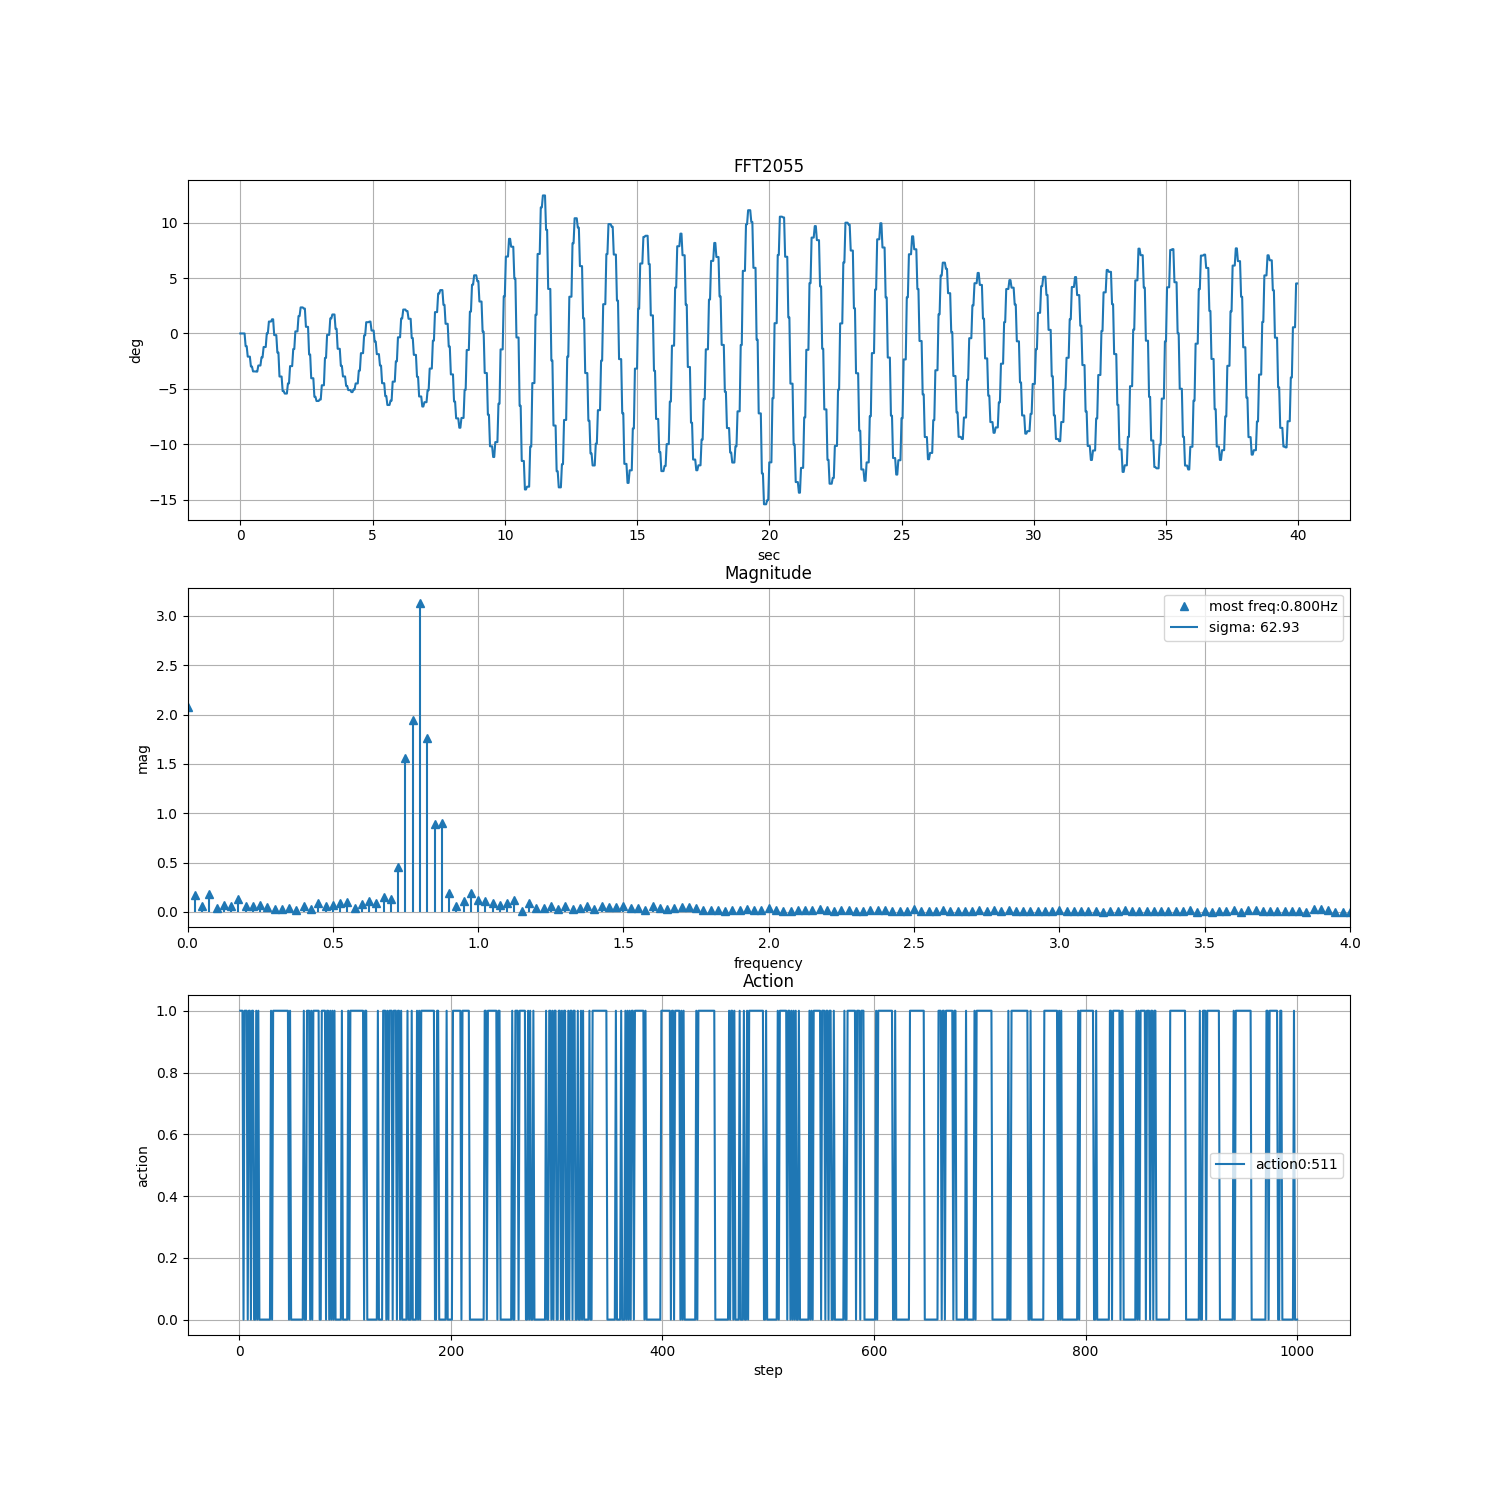 FFT2055
10
5
0
−5
−10
−15
deg
0 5 10 15 20 25 30 35 40
sec
Magnitude
most freq:0.800Hz
sigma: 62.93
3.0
2.5
2.0
1.5
1.0
0.5
0.0
mag
0.0 0.5 1.0 1.5 2.0 2.5 3.0 3.5 4.0
frequency
Action
1.0
0.8
0.6
0.4
0.2
0.0
action
action0:511
0 200 400 600 800 1000
step